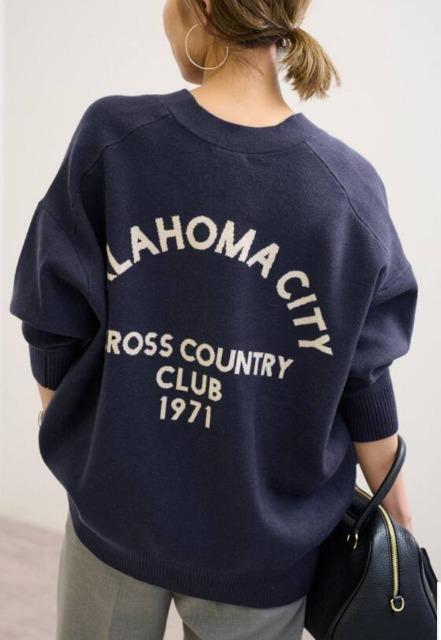 LAHOMA CITY
ROSS COUNTRY
CLUB
1971